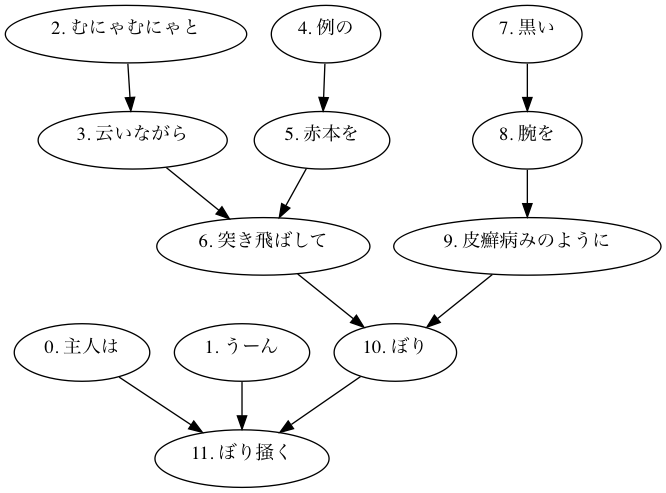 2. むにゃむにゃと
4. 例の
7. 黒い
3. 云いながら
5. 赤本を
8. 腕を
6. 突き飛ばして
9. 皮癬病みのように
0. 主人は
1. うーん
10. ぼり
11. ぼり掻く